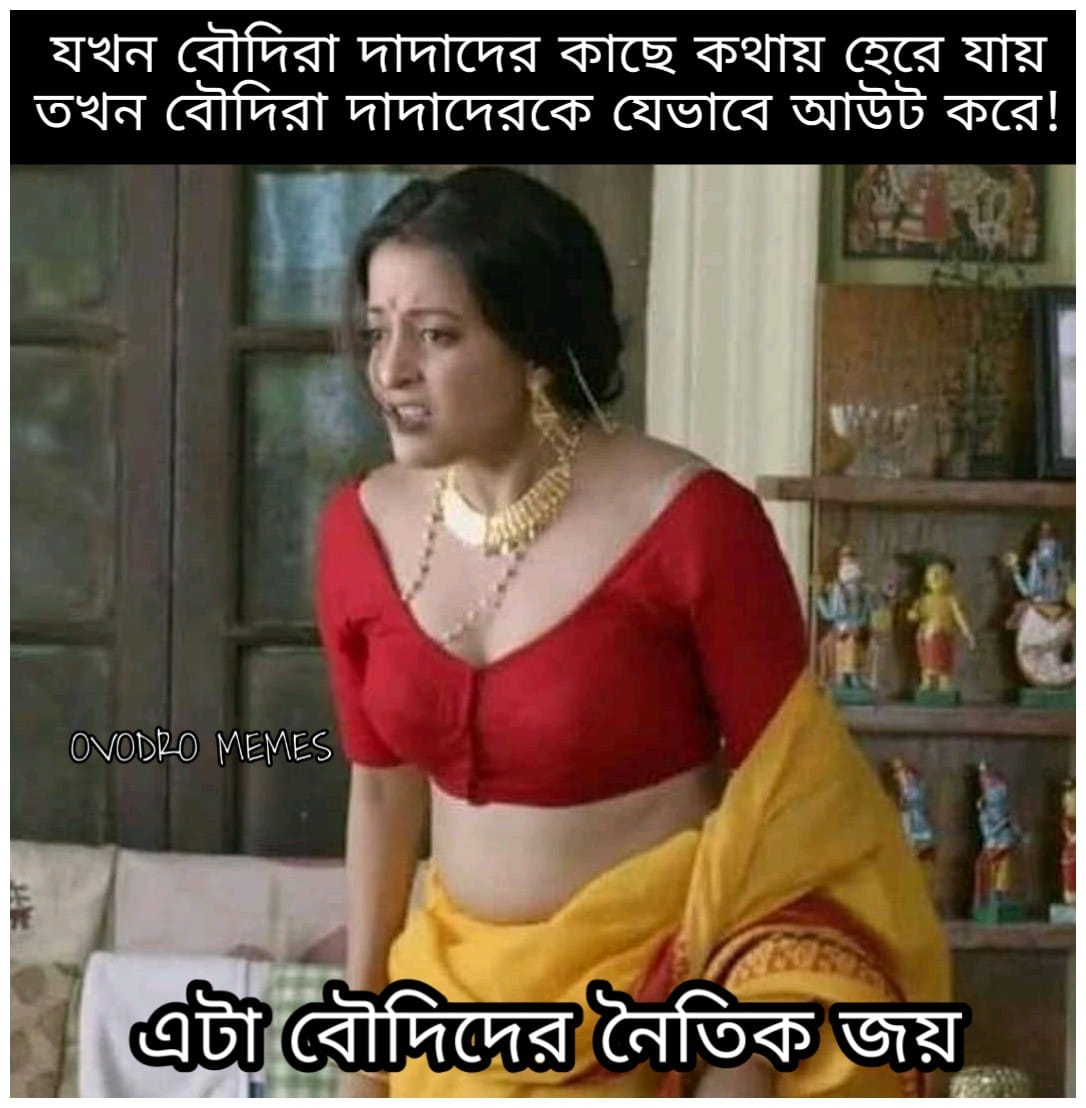 যখন বৌদিরা দাদাদের কাছে কথায় হেরে যায়
তখন বৌদিরা দাদাদেরকে যেভাবে আউট করে!
OVODRO MEMES
এটা বৌদিদের নৈতিক জয়